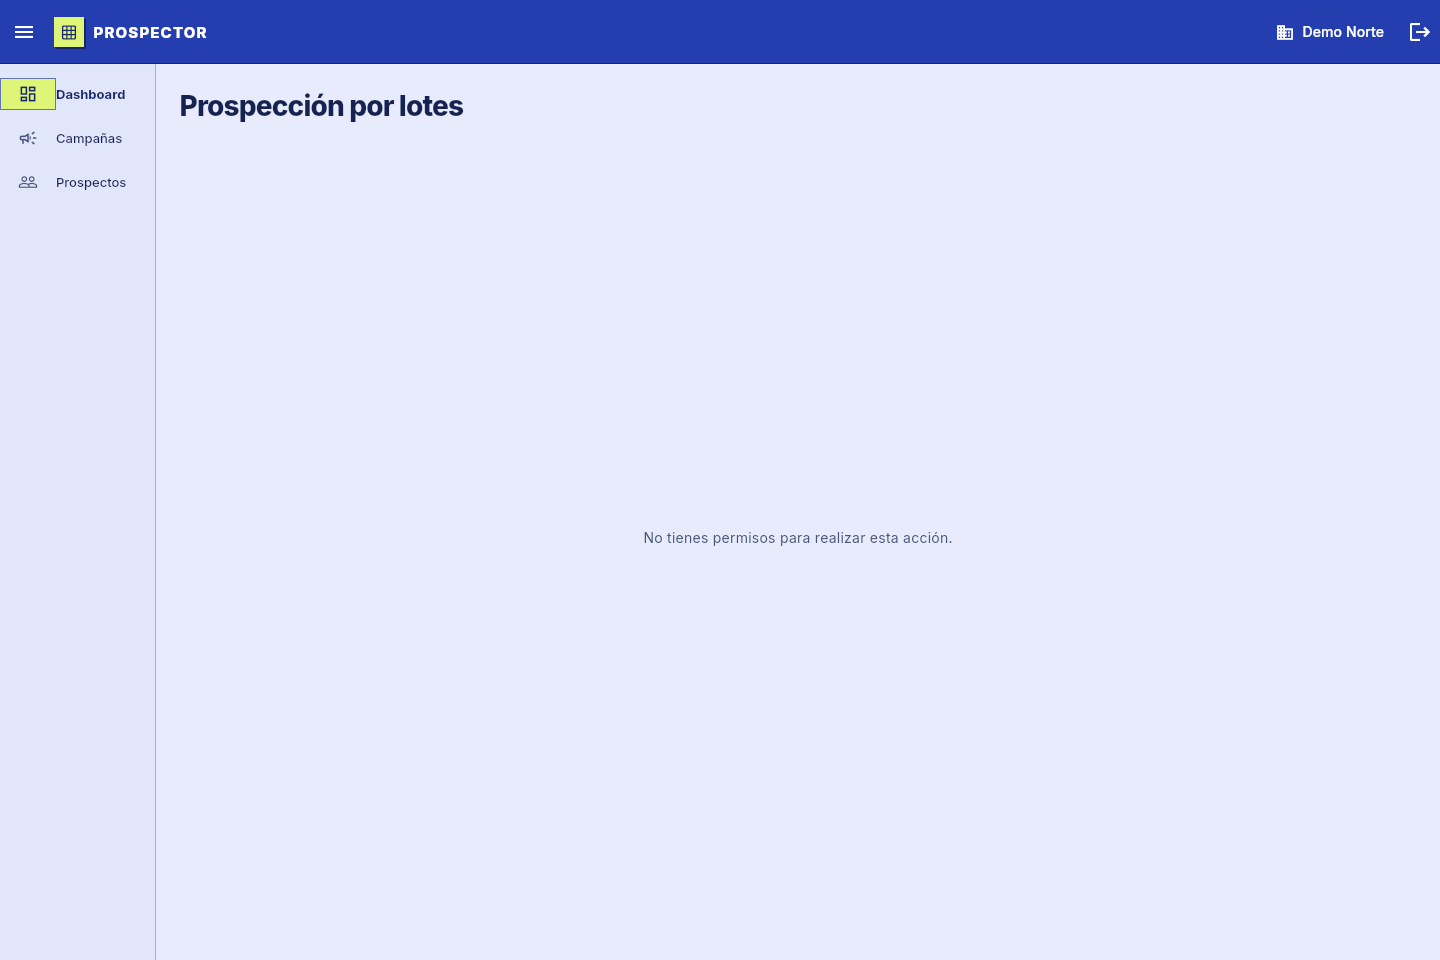 PROSPECTOR
Demo Norte
Dashboard
Campañas
Prospectos
Prospección por lotes
No tienes permisos para realizar esta acción.